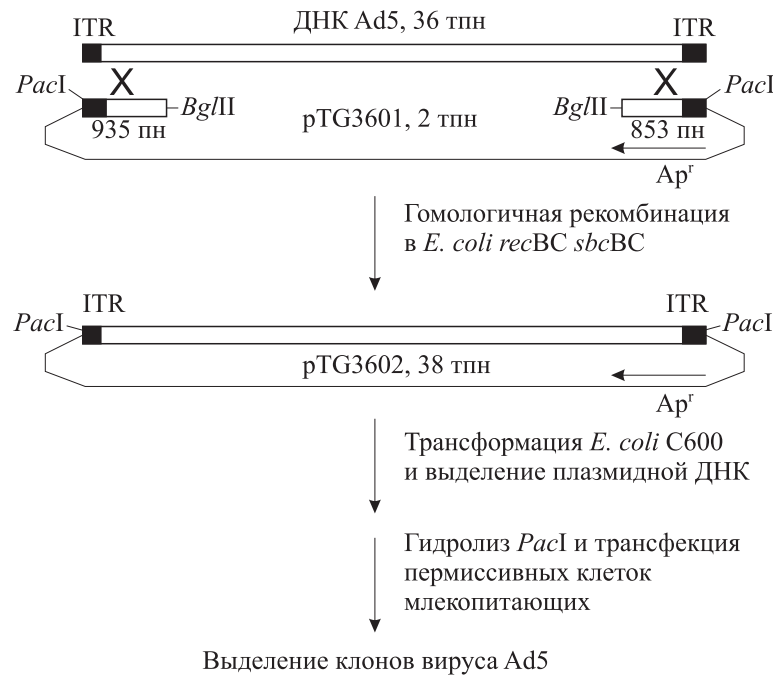 ДНК Ad5, 36 тпн
ITR ITR
PacI PacI
BglII BglII
935 пн pTG3601, 2 тпн 853 пн
Apr
Гомологичная рекомбинация
в E. coli recBC sbcBC
ITR ITR
PacI PacI
pTG3602, 38 тпн
Apr
Трансформация E. coli C600
и выделение плазмидной ДНК
Гидролиз PacI и трансфекция
пермиссивных клеток
млекопитающих
Выделение клонов вируса Ad5